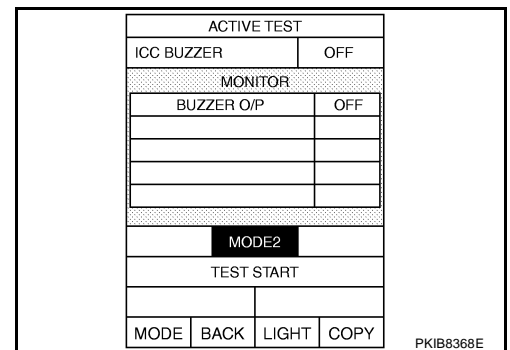 ACTIVE TEST
ICC BUZZER OFF
MONITOR
BUZZER O/P OFF
MODE2
TEST START
MODE BACK LIGHT COPY
PKIB8368E